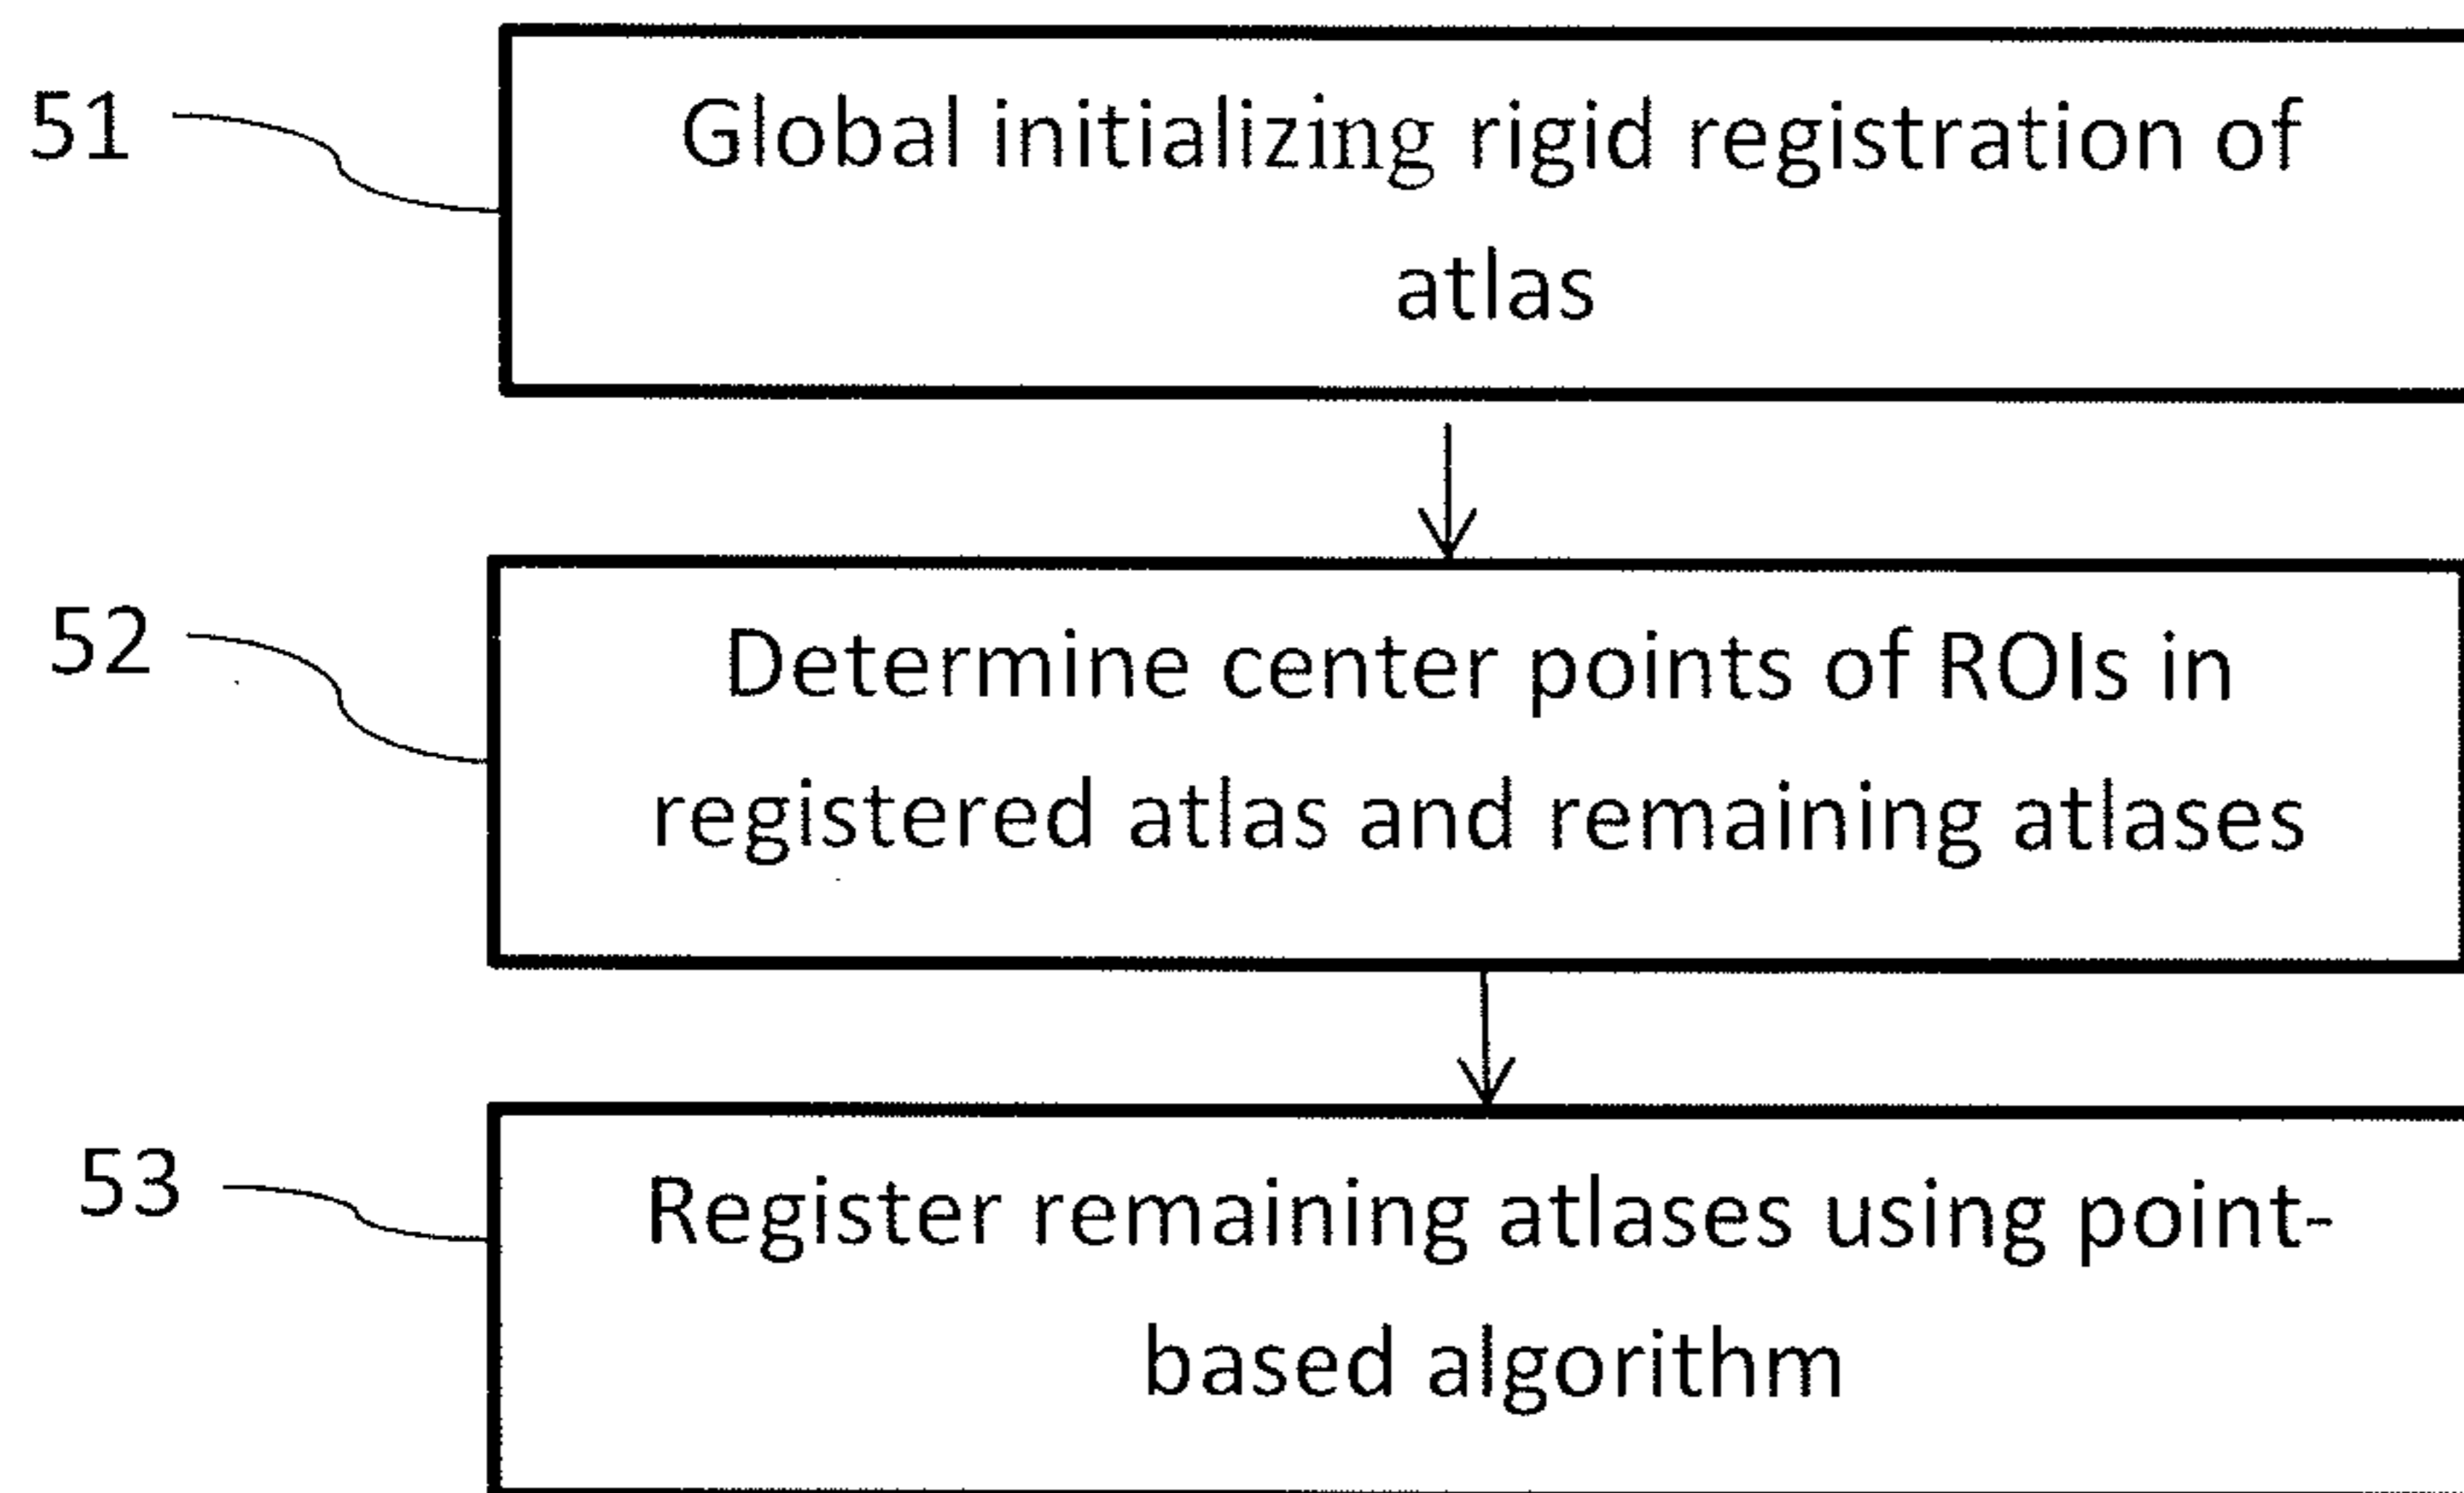 51
Global initializing rigid registration of
atlas
52
Determine center points of ROIs in
registered atlas and remaining atlases
53
Register remaining atlases using point-
based algorithm